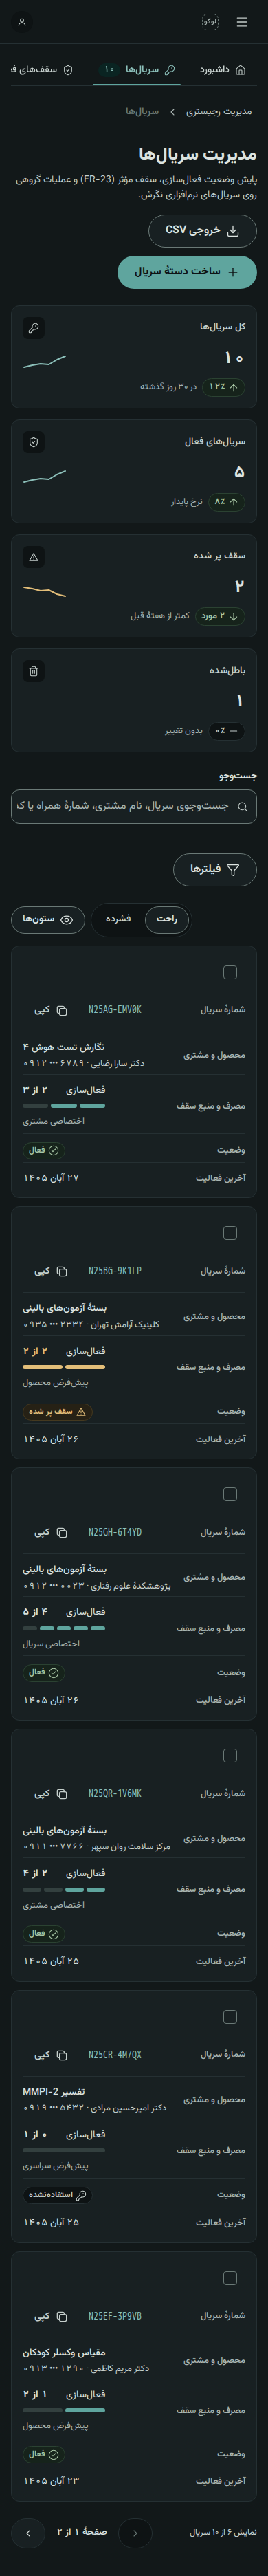 لوگو
داشبورد
سریال‌ها
۱۰
سقف‌های
مدیریت رجیستری
سریال‌ها
مدیریت سریال‌ها
پایش وضعیت فعال‌سازی، سقف مؤثر (FR-23) و عملیات گروهی
روی سریال‌های نرم‌افزاری نگرش.
خروجی CSV
ساخت دستهٔ سریال
کل سریال‌ها
۱۰
۱۲٪
در ۳۰ روز گذشته
سریال‌های فعال
۵
۸٪
نرخ پایدار
سقف پر شده
۲
۲ مورد
کمتر از هفتهٔ قبل
باطل‌شده
۱
۰٪
بدون تغییر
جست‌وجو
جست‌وجوی سریال، نام مشتری، شمارهٔ همراه یا
فیلترها
راحت
فشرده
ستون‌ها
شمارهٔ سریال
N25AG-EMV0K
کپی
محصول و مشتری
نگارش تست هوش ۴
دکتر سارا رضایی · ۰۹۱۲ ••• ۶۷۸۹
مصرف و منبع سقف
فعال‌سازی
۲ از ۳
اختصاصی مشتری
وضعیت
فعال
آخرین فعالیت
۲۷ آبان ۱۴۰۵
شمارهٔ سریال
N25BG-9K1LP
کپی
محصول و مشتری
بستهٔ آزمون‌های بالینی
کلینیک آرامش تهران · ۰۹۳۵ ••• ۲۳۳۴
مصرف و منبع سقف
فعال‌سازی
۲ از ۲
پیش‌فرض محصول
وضعیت
سقف پر شده
آخرین فعالیت
۲۶ آبان ۱۴۰۵
شمارهٔ سریال
N25GH-6T4YD
کپی
محصول و مشتری
بستهٔ آزمون‌های بالینی
پژوهشکدهٔ علوم رفتاری · ۰۹۱۲ ••• ۰۰۲۳
مصرف و منبع سقف
فعال‌سازی
۴ از ۵
اختصاصی سریال
وضعیت
فعال
آخرین فعالیت
۲۶ آبان ۱۴۰۵
شمارهٔ سریال
N25QR-1V6MK
کپی
محصول و مشتری
بستهٔ آزمون‌های بالینی
مرکز سلامت روان سپهر · ۰۹۱۲ ••• ۷۷۶۶
مصرف و منبع سقف
فعال‌سازی
۲ از ۴
اختصاصی مشتری
وضعیت
فعال
آخرین فعالیت
۲۵ آبان ۱۴۰۵
شمارهٔ سریال
N25CR-4M7QX
کپی
محصول و مشتری
تفسیر MMPI-2
دکتر امیرحسین مرادی · ۰۹۱۹ ••• ۵۴۳۲
مصرف و منبع سقف
فعال‌سازی
۰ از ۱
پیش‌فرض سراسری
وضعیت
استفاده‌نشده
آخرین فعالیت
۲۵ آبان ۱۴۰۵
شمارهٔ سریال
N25EF-3P9VB
کپی
محصول و مشتری
مقیاس وکسلر کودکان
دکتر مریم کاظمی · ۰۹۱۳ ••• ۱۲۹۰
مصرف و منبع سقف
فعال‌سازی
۱ از ۲
پیش‌فرض محصول
وضعیت
فعال
آخرین فعالیت
۲۳ آبان ۱۴۰۵
نمایش ۶ از ۱۰ سریال
صفحهٔ ۱ از ۲